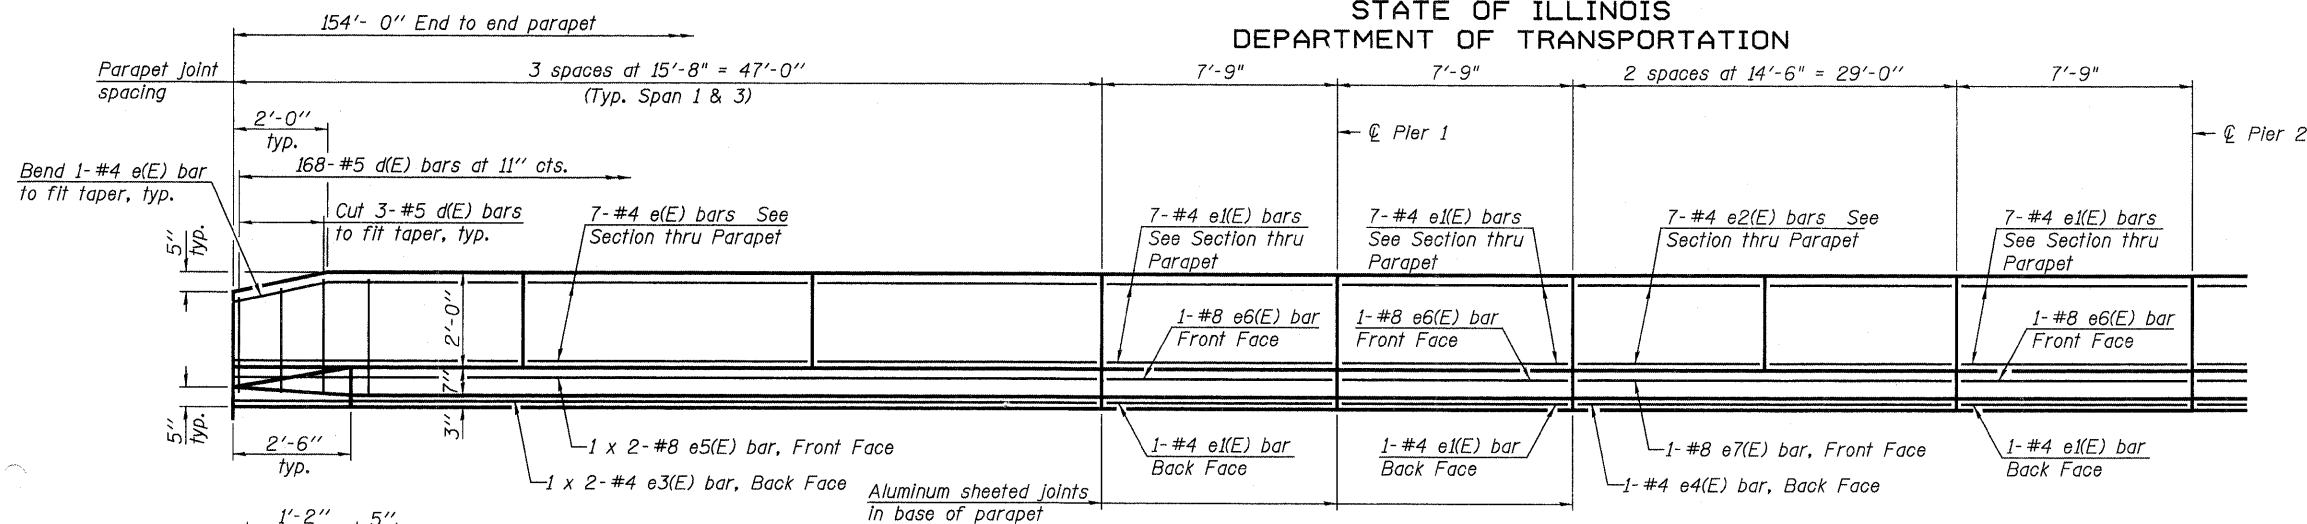 STATE OF ILLINOIS
DEPARTMENT OF TRANSPORTATION
154'- 0" End to end parapet
Parapet joint
spacing
3 spaces at 15'-8" = 47'-0"
(Typ. Span 1 & 3)
7'-9"
7'-9"
2 spaces at 14'-6" = 29'-0"
7'-9"
2'-0"
typ.
℄ Pier 1
℄ Pier 2
168-#5 d(E) bars at 11" cts.
Bend 1-#4 e(E) bar
to fit taper, typ.
Cut 3-#5 d(E) bars
to fit taper, typ.
7-#4 e(E) bars See
Section thru Parapet
7-#4 e1(E) bars
See Section thru
Parapet
7-#4 e1(E) bars
See Section thru
Parapet
7-#4 e2(E) bars See
Section thru Parapet
7-#4 e1(E) bars
See Section thru
Parapet
5"
typ.
2'-0"
7"
3"
1-#8 e6(E) bar
Front Face
1-#8 e6(E) bar
Front Face
1-#8 e6(E) bar
Front Face
5"
typ.
2'-6"
typ.
1 x 2-#8 e5(E) bar, Front Face
1 x 2-#4 e3(E) bar, Back Face
1-#4 e1(E) bar
Back Face
1-#4 e1(E) bar
Back Face
1-#8 e7(E) bar, Front Face
1-#4 e4(E) bar, Back Face
1-#4 e1(E) bar
Back Face
Aluminum sheeted joints
in base of parapet
1'-2"
5"